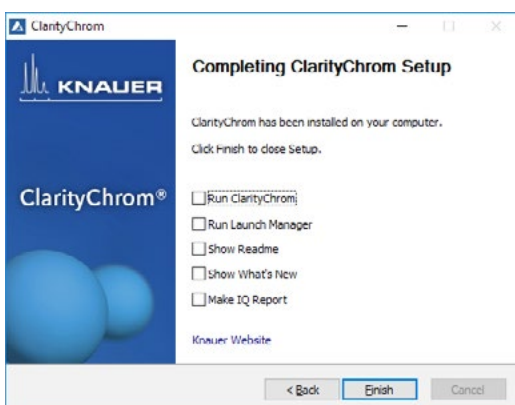 ClarityChrom
KNAUER
ClarityChrom®
Completing ClarityChrom Setup
ClarityChrom has been installed on your computer.
Click Finish to close Setup.
Run ClarityChrom
Run Launch Manager
Show Readme
Show What's New
Make IQ Report
Knauer Website
< Back
Finish
Cancel